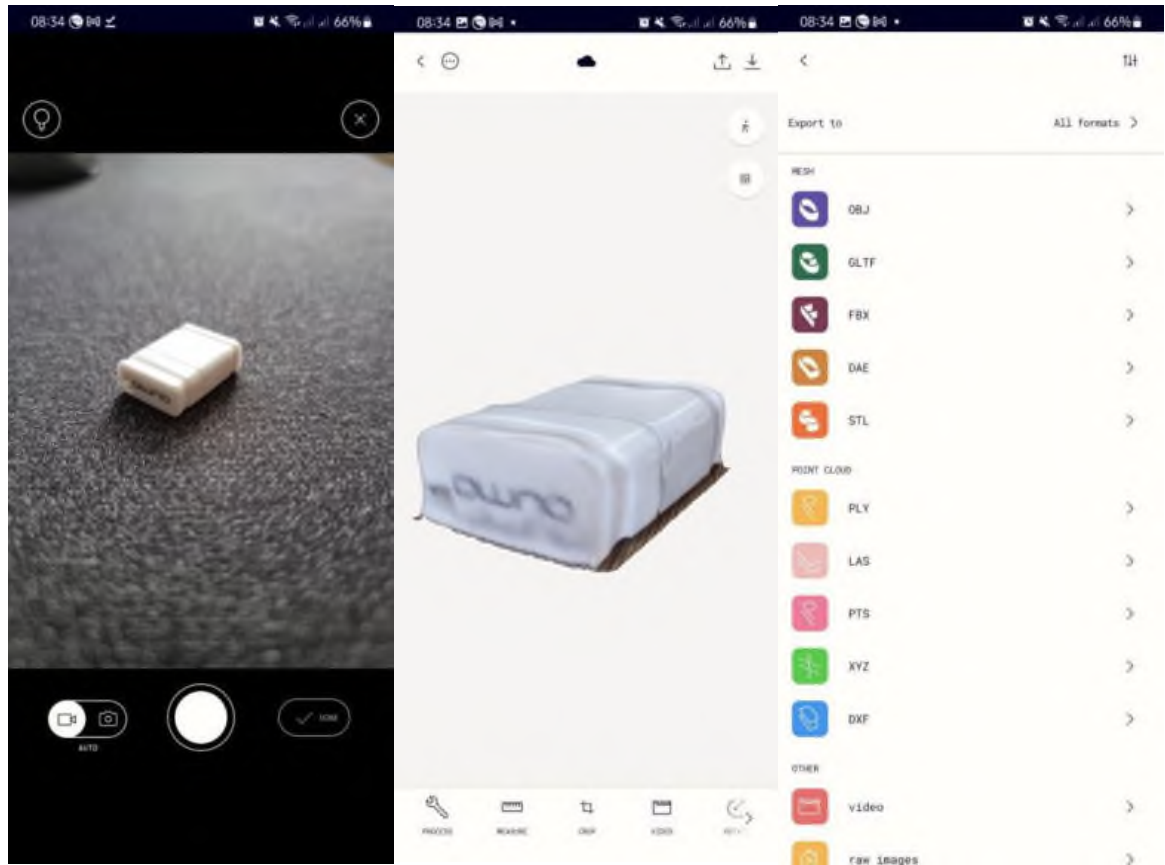 08:34
66%
AUTO
DONE
08:34
66%
PROCESS
MEASURE
CROP
VIDEO
08:34
66%
Export to
All formats
MESH
OBJ
GLTF
FBX
DAE
STL
POINT CLOUD
PLY
LAS
PTS
XYZ
DXF
OTHER
video
raw images